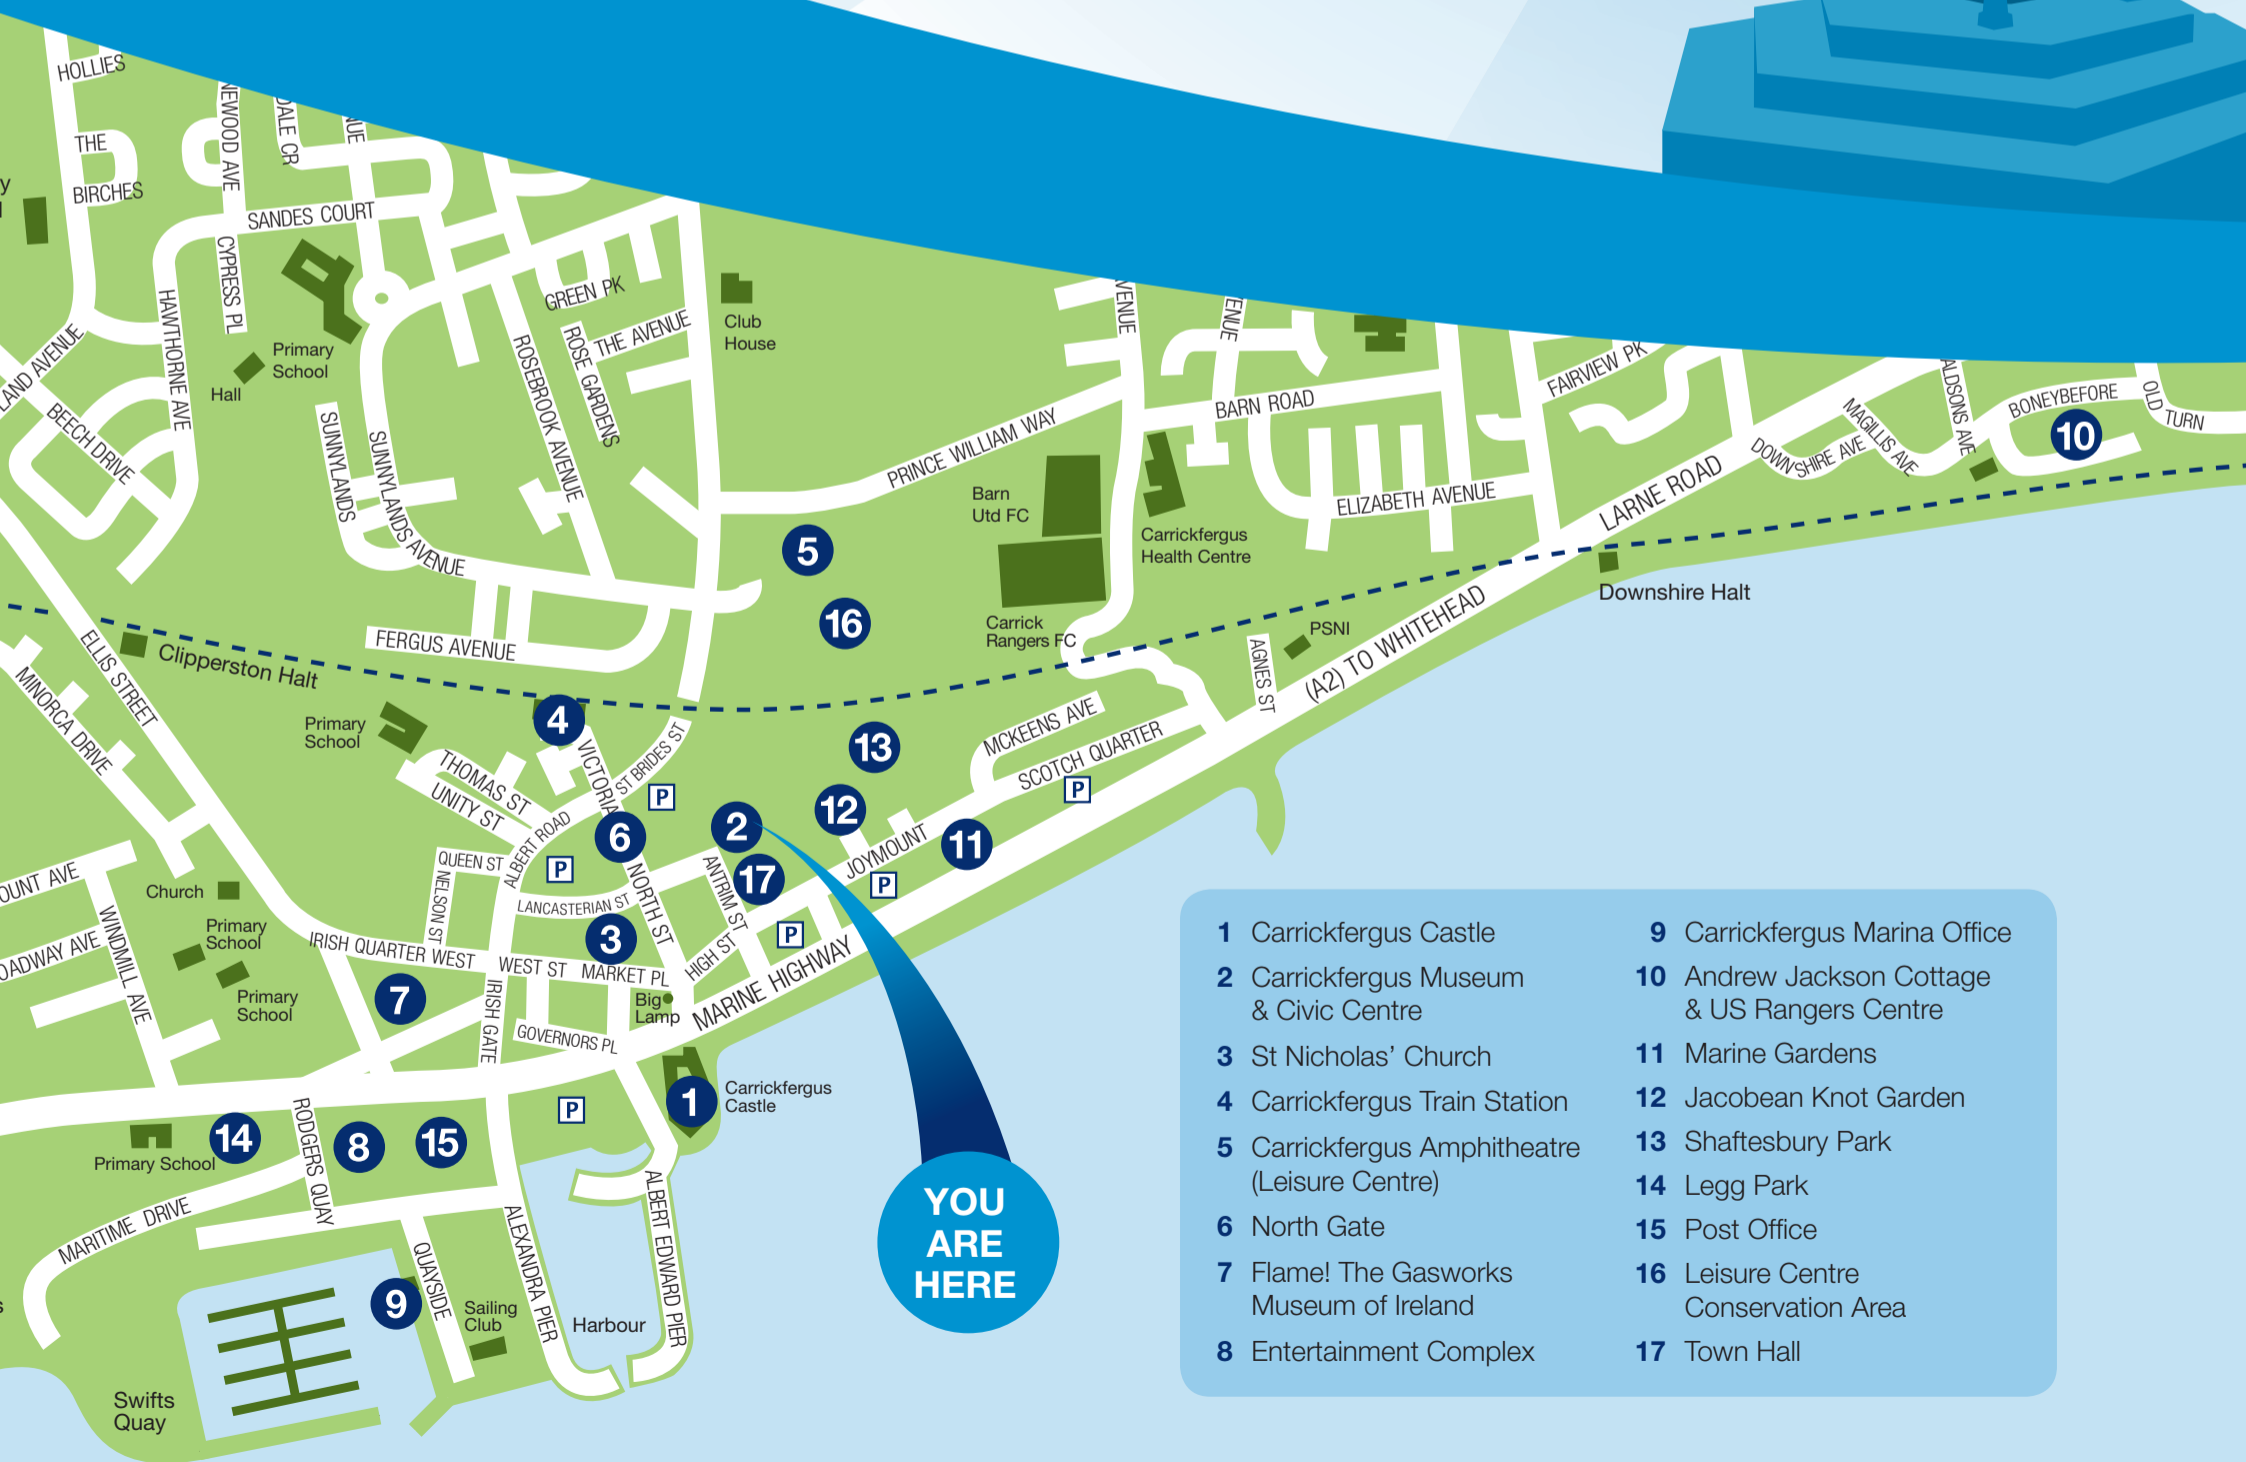 HOLLIES
THE
BIRCHES
SANDES COURT
CYPRESS PL
HAWTHORNE AVE
Primary
School
Hall
BEECH DRIVE
SUNNYLANDS
SUNNYLANDS AVENUE
ROSEBROOK AVENUE
GREEN PK
THE AVENUE
ROSE GARDENS
Club
House
PRINCE WILLIAM WAY
Barn
Utd FC
Carrick
Rangers FC
Carrickfergus
Health Centre
BARN ROAD
ELIZABETH AVENUE
FAIRVIEW PK
LARNE ROAD
DOWNSHIRE AVE
MAGILLIS AVE
ALDSONS AVE
BONEYBEFORE
OLD TURN
10
5
16
Downshire Halt
PSNI
AGNES ST
(A2) TO WHITEHEAD
FERGUS AVENUE
ELLIS STREET
Clipperston Halt
MINORCA DRIVE
Primary
School
4
VICTORIA
ST BRIDES ST
THOMAS ST
UNITY ST
ALBERT ROAD
P
13
MCKEENS AVE
SCOTCH QUARTER
P
12
2
6
11
JOYMOUNT
P
17
ANTRIM ST
NORTH ST
P
QUEEN ST
NELSON ST
LANCASTERIAN ST
3
HIGH ST
P
MARINE HIGHWAY
OUNT AVE
OADWAY AVE
WINDMILL AVE
Church
Primary
School
Primary
School
IRISH QUARTER WEST
WEST ST
MARKET PL
7
IRISH GATE
GOVERNORS PL
Big
Lamp
1
Carrickfergus
Castle
P
14
Primary School
RODGERS QUAY
8
15
MARITIME DRIVE
QUAYSIDE
9
Sailing
Club
ALEXANDRA PIER
Harbour
ALBERT EDWARD PIER
Swifts
Quay
YOU
ARE
HERE
1 Carrickfergus Castle
2 Carrickfergus Museum
& Civic Centre
3 St Nicholas’ Church
4 Carrickfergus Train Station
5 Carrickfergus Amphitheatre
(Leisure Centre)
6 North Gate
7 Flame! The Gasworks
Museum of Ireland
8 Entertainment Complex
9 Carrickfergus Marina Office
10 Andrew Jackson Cottage
& US Rangers Centre
11 Marine Gardens
12 Jacobean Knot Garden
13 Shaftesbury Park
14 Legg Park
15 Post Office
16 Leisure Centre
Conservation Area
17 Town Hall